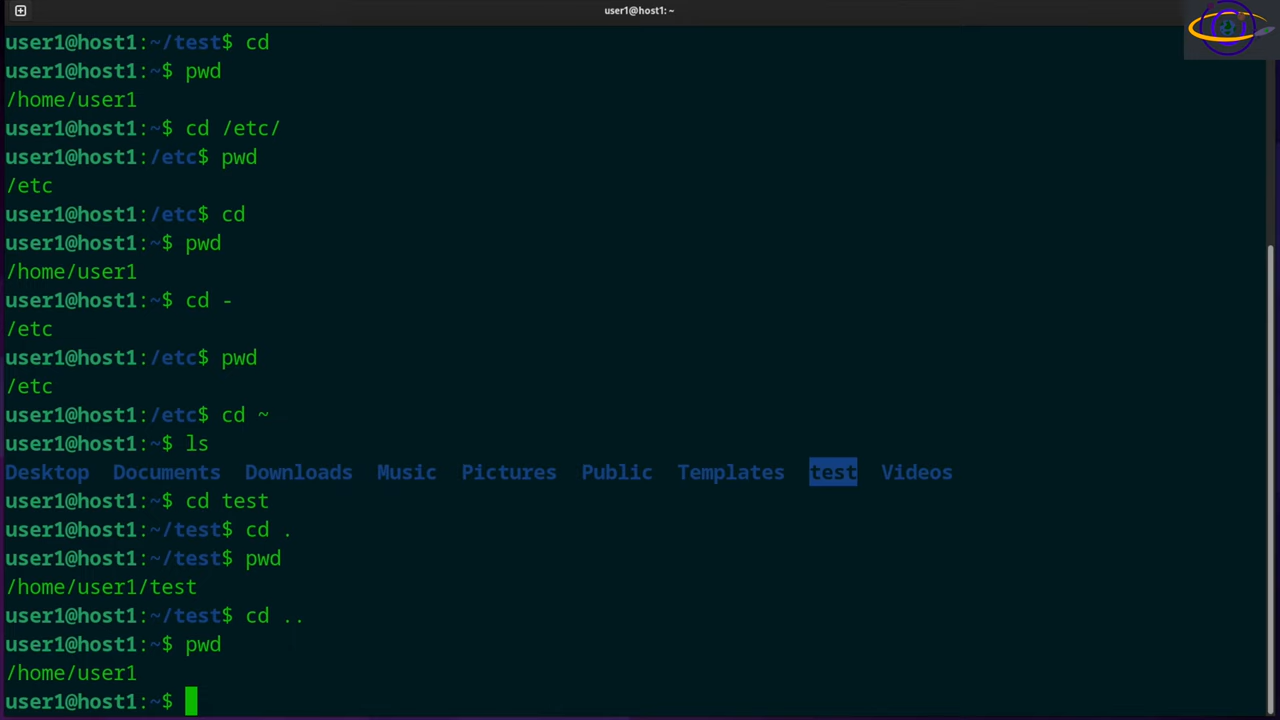 user1@host1: ~
user1@host1:~/test$ cd
user1@host1:~$ pwd
/home/user1
user1@host1:~$ cd /etc/
user1@host1:/etc$ pwd
/etc
user1@host1:/etc$ cd
user1@host1:~$ pwd
/home/user1
user1@host1:~$ cd -
/etc
user1@host1:/etc$ pwd
/etc
user1@host1:/etc$ cd ~
user1@host1:~$ ls
Desktop Documents Downloads Music Pictures Public Templates test Videos
user1@host1:~$ cd test
user1@host1:~/test$ cd .
user1@host1:~/test$ pwd
/home/user1/test
user1@host1:~/test$ cd ..
user1@host1:~$ pwd
/home/user1
user1@host1:~$